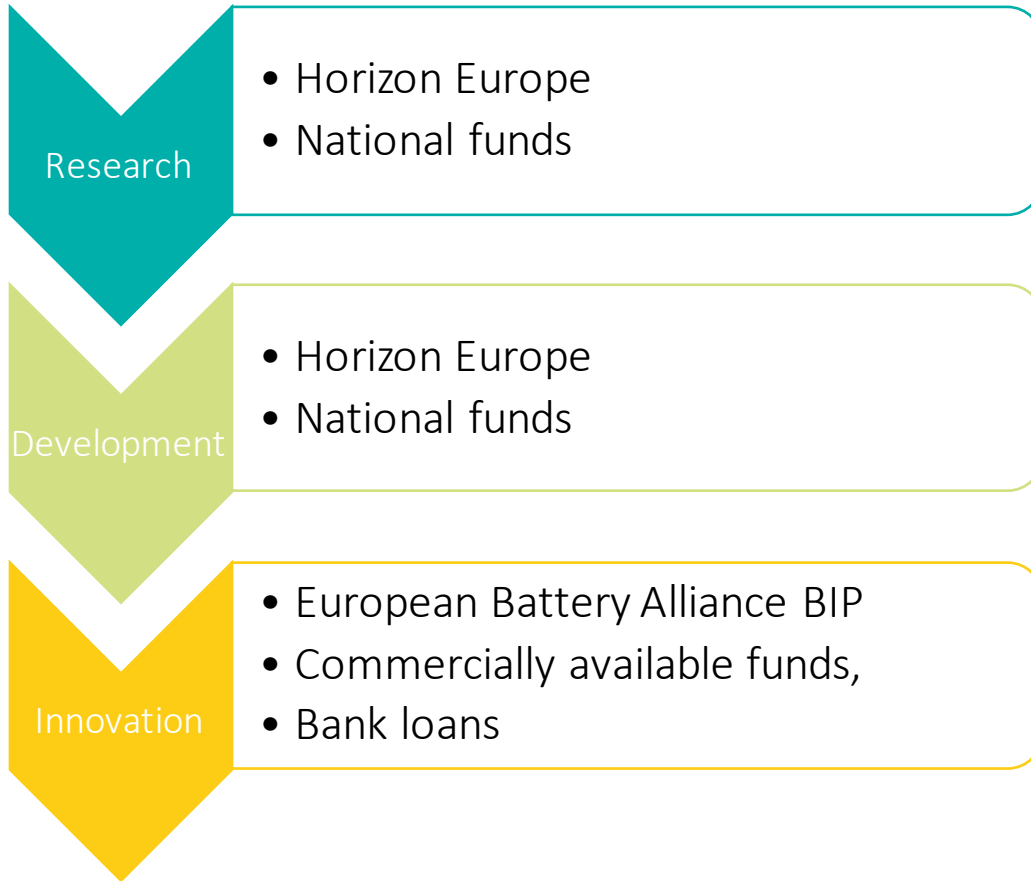 Research
• Horizon Europe
• National funds
Development
• Horizon Europe
• National funds
Innovation
• European Battery Alliance BIP
• Commercially available funds,
• Bank loans